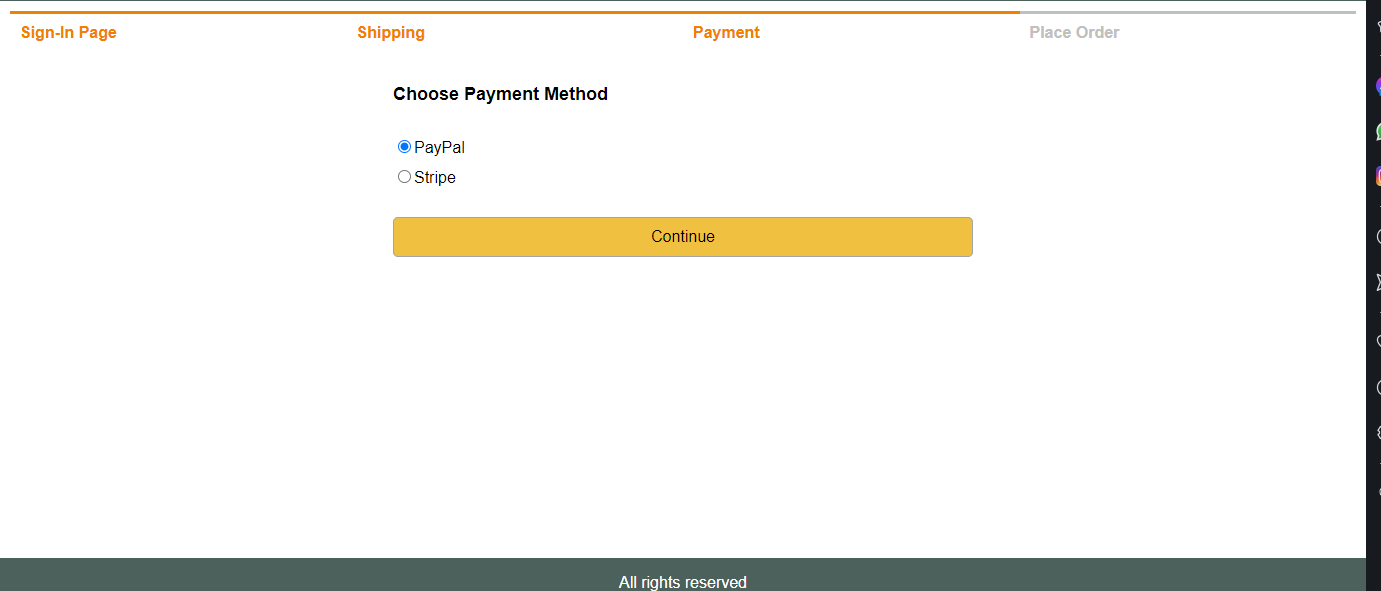 Sign-In Page Shipping Payment Place Order
Choose Payment Method
PayPal
Stripe
Continue
All rights reserved